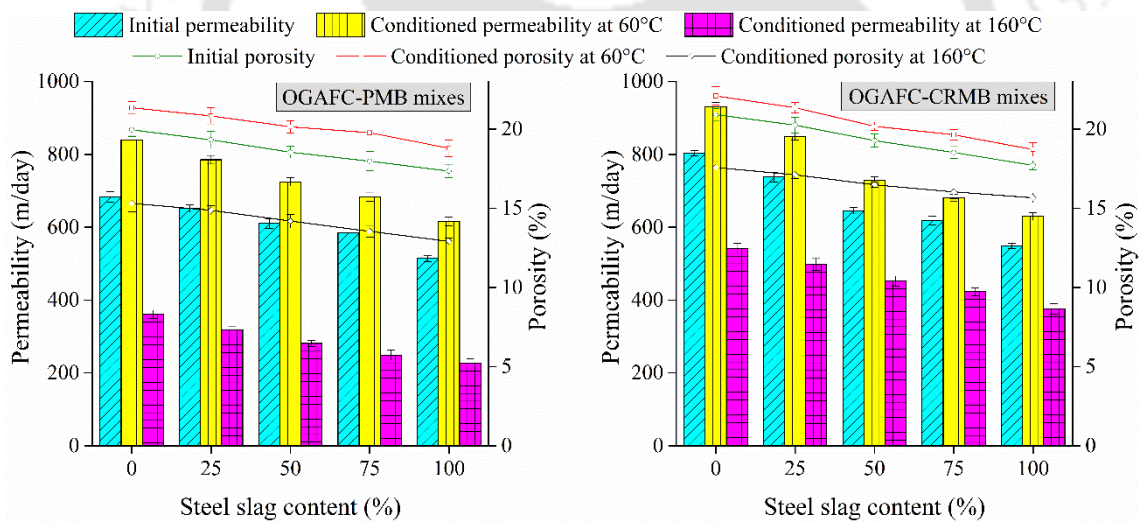 Initial permeability Conditioned permeability at 60°C Conditioned permeability at 160°C
Initial porosity Conditioned porosity at 60°C Conditioned porosity at 160°C
OGAFC-PMB mixes
Permeability (m/day)
1000
800
600
400
200
0
20
15
10
5
0
Porosity (%)
0 25 50 75 100
Steel slag content (%)
OGAFC-CRMB mixes
Permeability (m/day)
1000
800
600
400
200
0
20
15
10
5
0
Porosity (%)
0 25 50 75 100
Steel slag content (%)